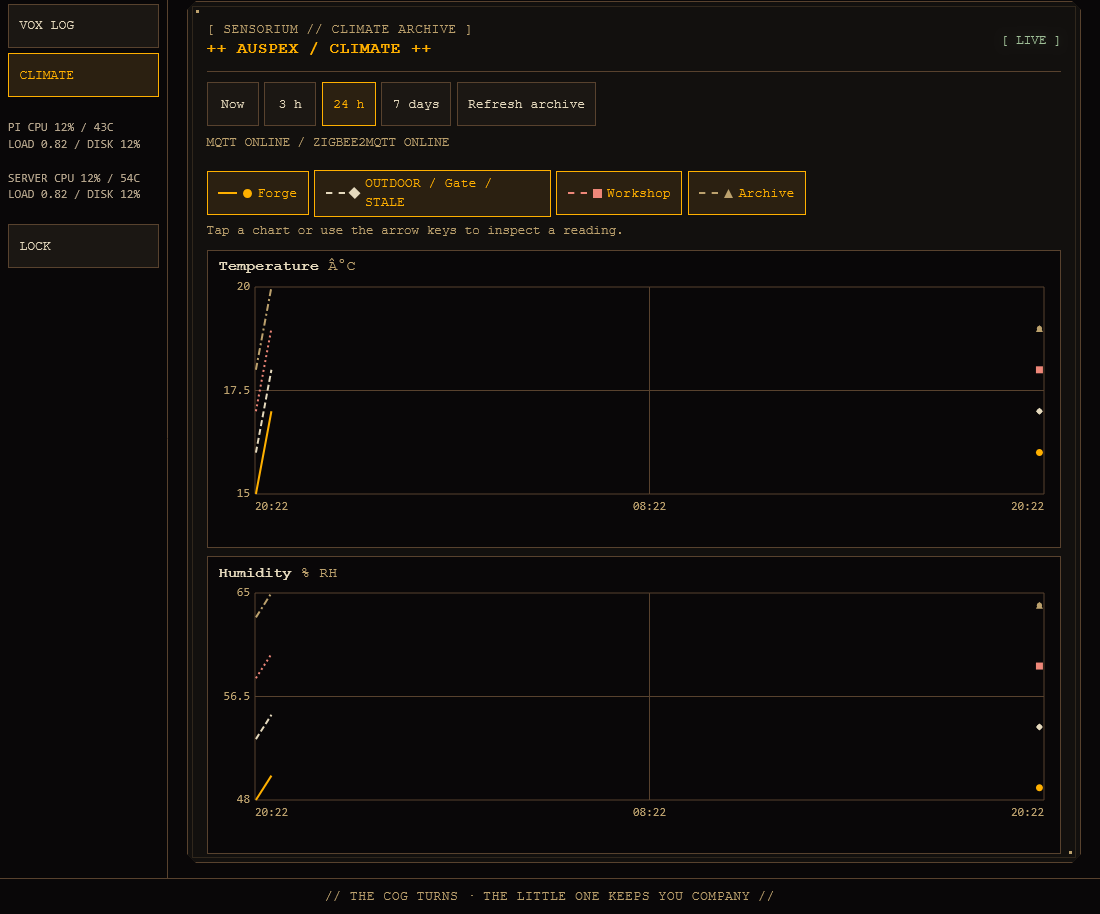 VOX LOG
CLIMATE
PI CPU 12% / 43C
LOAD 0.82 / DISK 12%
SERVER CPU 12% / 54C
LOAD 0.82 / DISK 12%
LOCK
[ SENSORIUM // CLIMATE ARCHIVE ]
++ AUSPEX / CLIMATE ++
[ LIVE ]
Now 3 h 24 h 7 days Refresh archive
MQTT ONLINE / ZIGBEE2MQTT ONLINE
Forge
OUTDOOR / Gate /
STALE
Workshop
Archive
Tap a chart or use the arrow keys to inspect a reading.
Temperature Â°C
20
17.5
15
20:22 08:22 20:22
Humidity % RH
65
56.5
48
20:22 08:22 20:22
// THE COG TURNS · THE LITTLE ONE KEEPS YOU COMPANY //